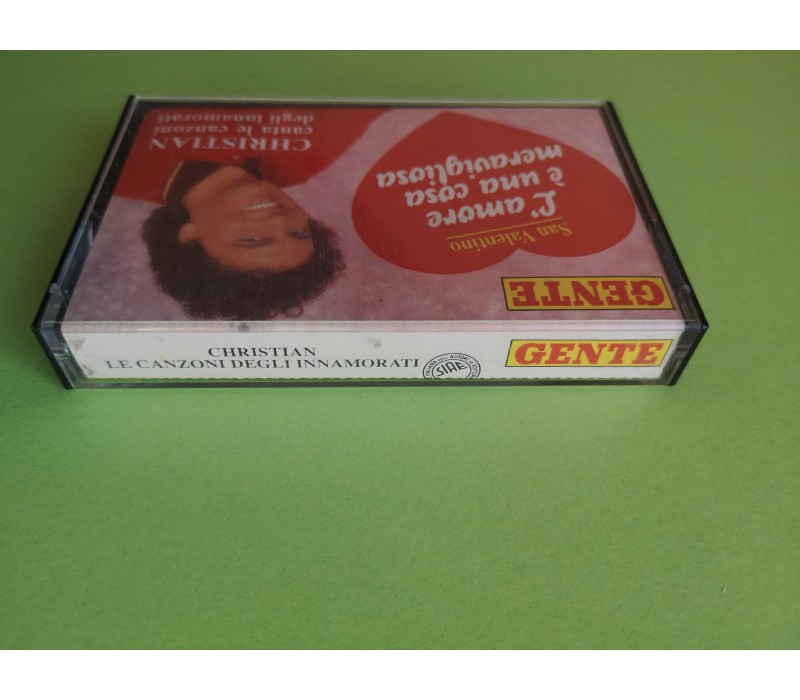 CHRISTIAN
canta le canzoni
degli innamorati
San Valentino
L'amore
è una cosa
meravigliosa
GENTE
CHRISTIAN
LE CANZONI DEGLI INNAMORATI
SIAE
GENTE